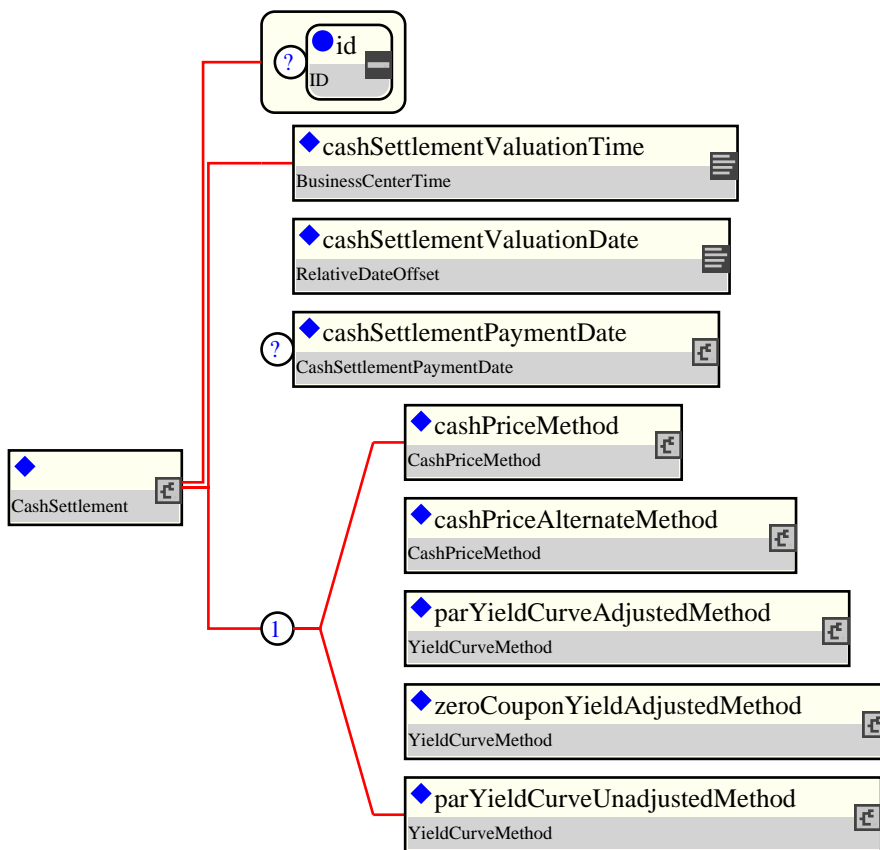 ?
id
ID
cashSettlementValuationTime
BusinessCenterTime
cashSettlementValuationDate
RelativeDateOffset
?
cashSettlementPaymentDate
CashSettlementPaymentDate
cashPriceMethod
CashPriceMethod
CashSettlement
cashPriceAlternateMethod
CashPriceMethod
1
parYieldCurveAdjustedMethod
YieldCurveMethod
zeroCouponYieldAdjustedMethod
YieldCurveMethod
parYieldCurveUnadjustedMethod
YieldCurveMethod